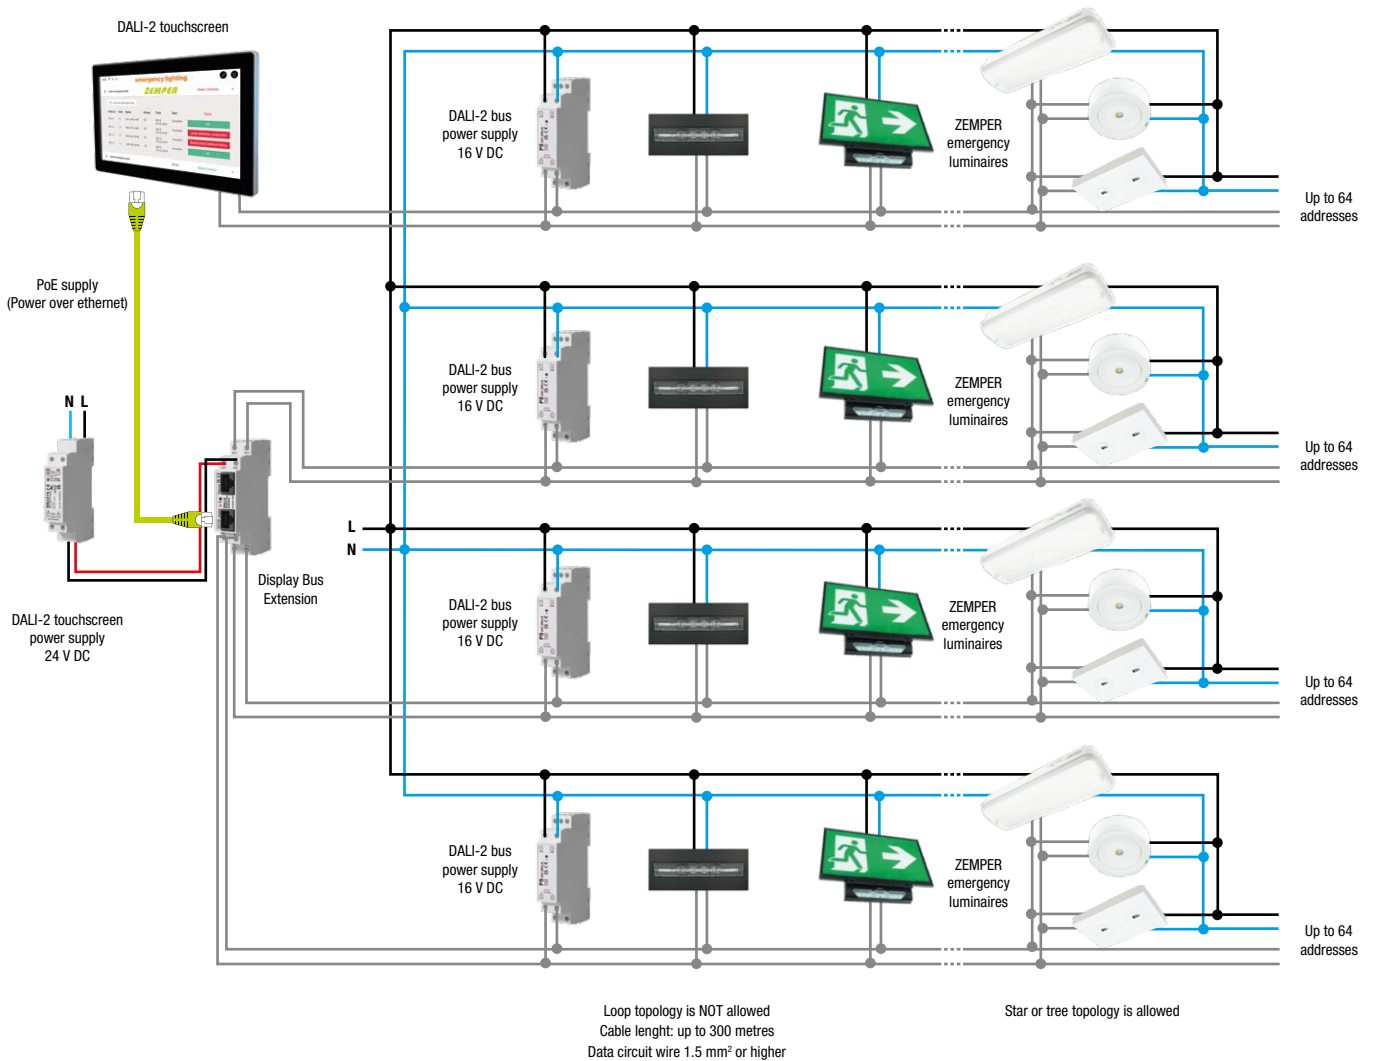 DALI-2 touchscreen
emergency lighting
ZEMPER
DALI-2 bus
power supply
16 V DC
ZEMPER
emergency
luminaires
Up to 64
addresses
PoE supply
(Power over ethernet)
DALI-2 bus
power supply
16 V DC
ZEMPER
emergency
luminaires
Up to 64
addresses
N L
L
N
Display Bus
Extension
DALI-2 touchscreen
power supply
24 V DC
DALI-2 bus
power supply
16 V DC
ZEMPER
emergency
luminaires
Up to 64
addresses
DALI-2 bus
power supply
16 V DC
ZEMPER
emergency
luminaires
Up to 64
addresses
Loop topology is NOT allowed
Cable lenght: up to 300 metres
Data circuit wire 1.5 mm² or higher
Star or tree topology is allowed